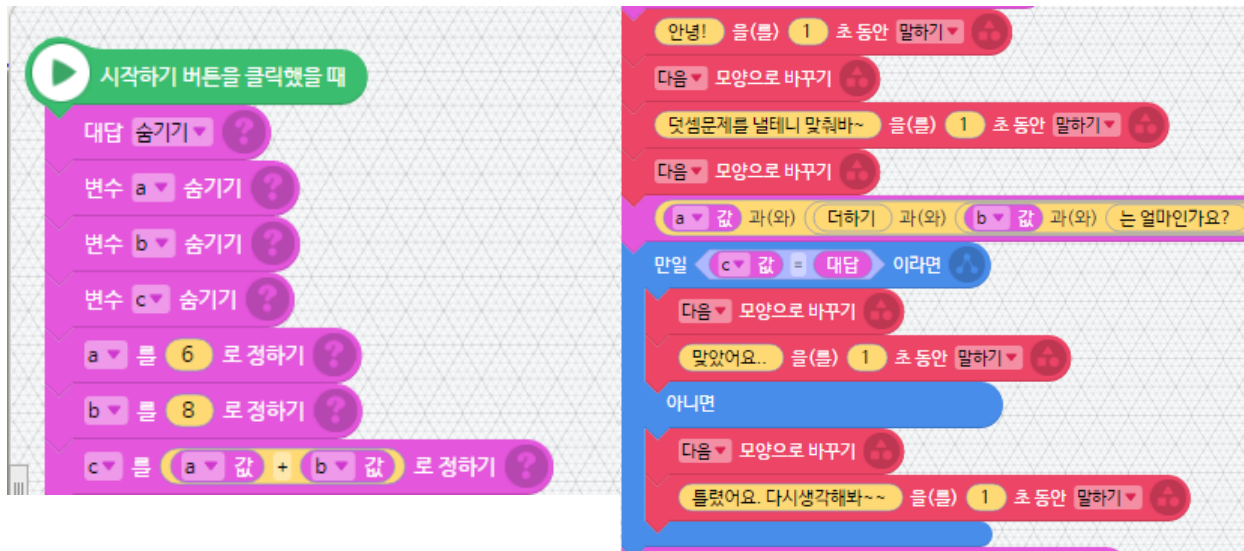 시작하기 버튼을 클릭했을 때
대답 숨기기 ?
변수 a 숨기기 ?
변수 b 숨기기 ?
변수 c 숨기기 ?
a 를 6 로 정하기 ?
b 를 8 로 정하기 ?
c 를 a 값 + b 값 로 정하기 ?
안녕! 을(를) 1 초 동안 말하기
다음 모양으로 바꾸기
덧셈문제를 낼테니 맞춰바~ 을(를) 1 초 동안 말하기
다음 모양으로 바꾸기
a 값 과(와) 더하기 과(와) b 값 과(와) 는 얼마인가요?
만일 c 값 = 대답 이라면
다음 모양으로 바꾸기
맞았어요.. 을(를) 1 초 동안 말하기
아니면
다음 모양으로 바꾸기
틀렸어요. 다시생각해봐~~ 을(를) 1 초 동안 말하기